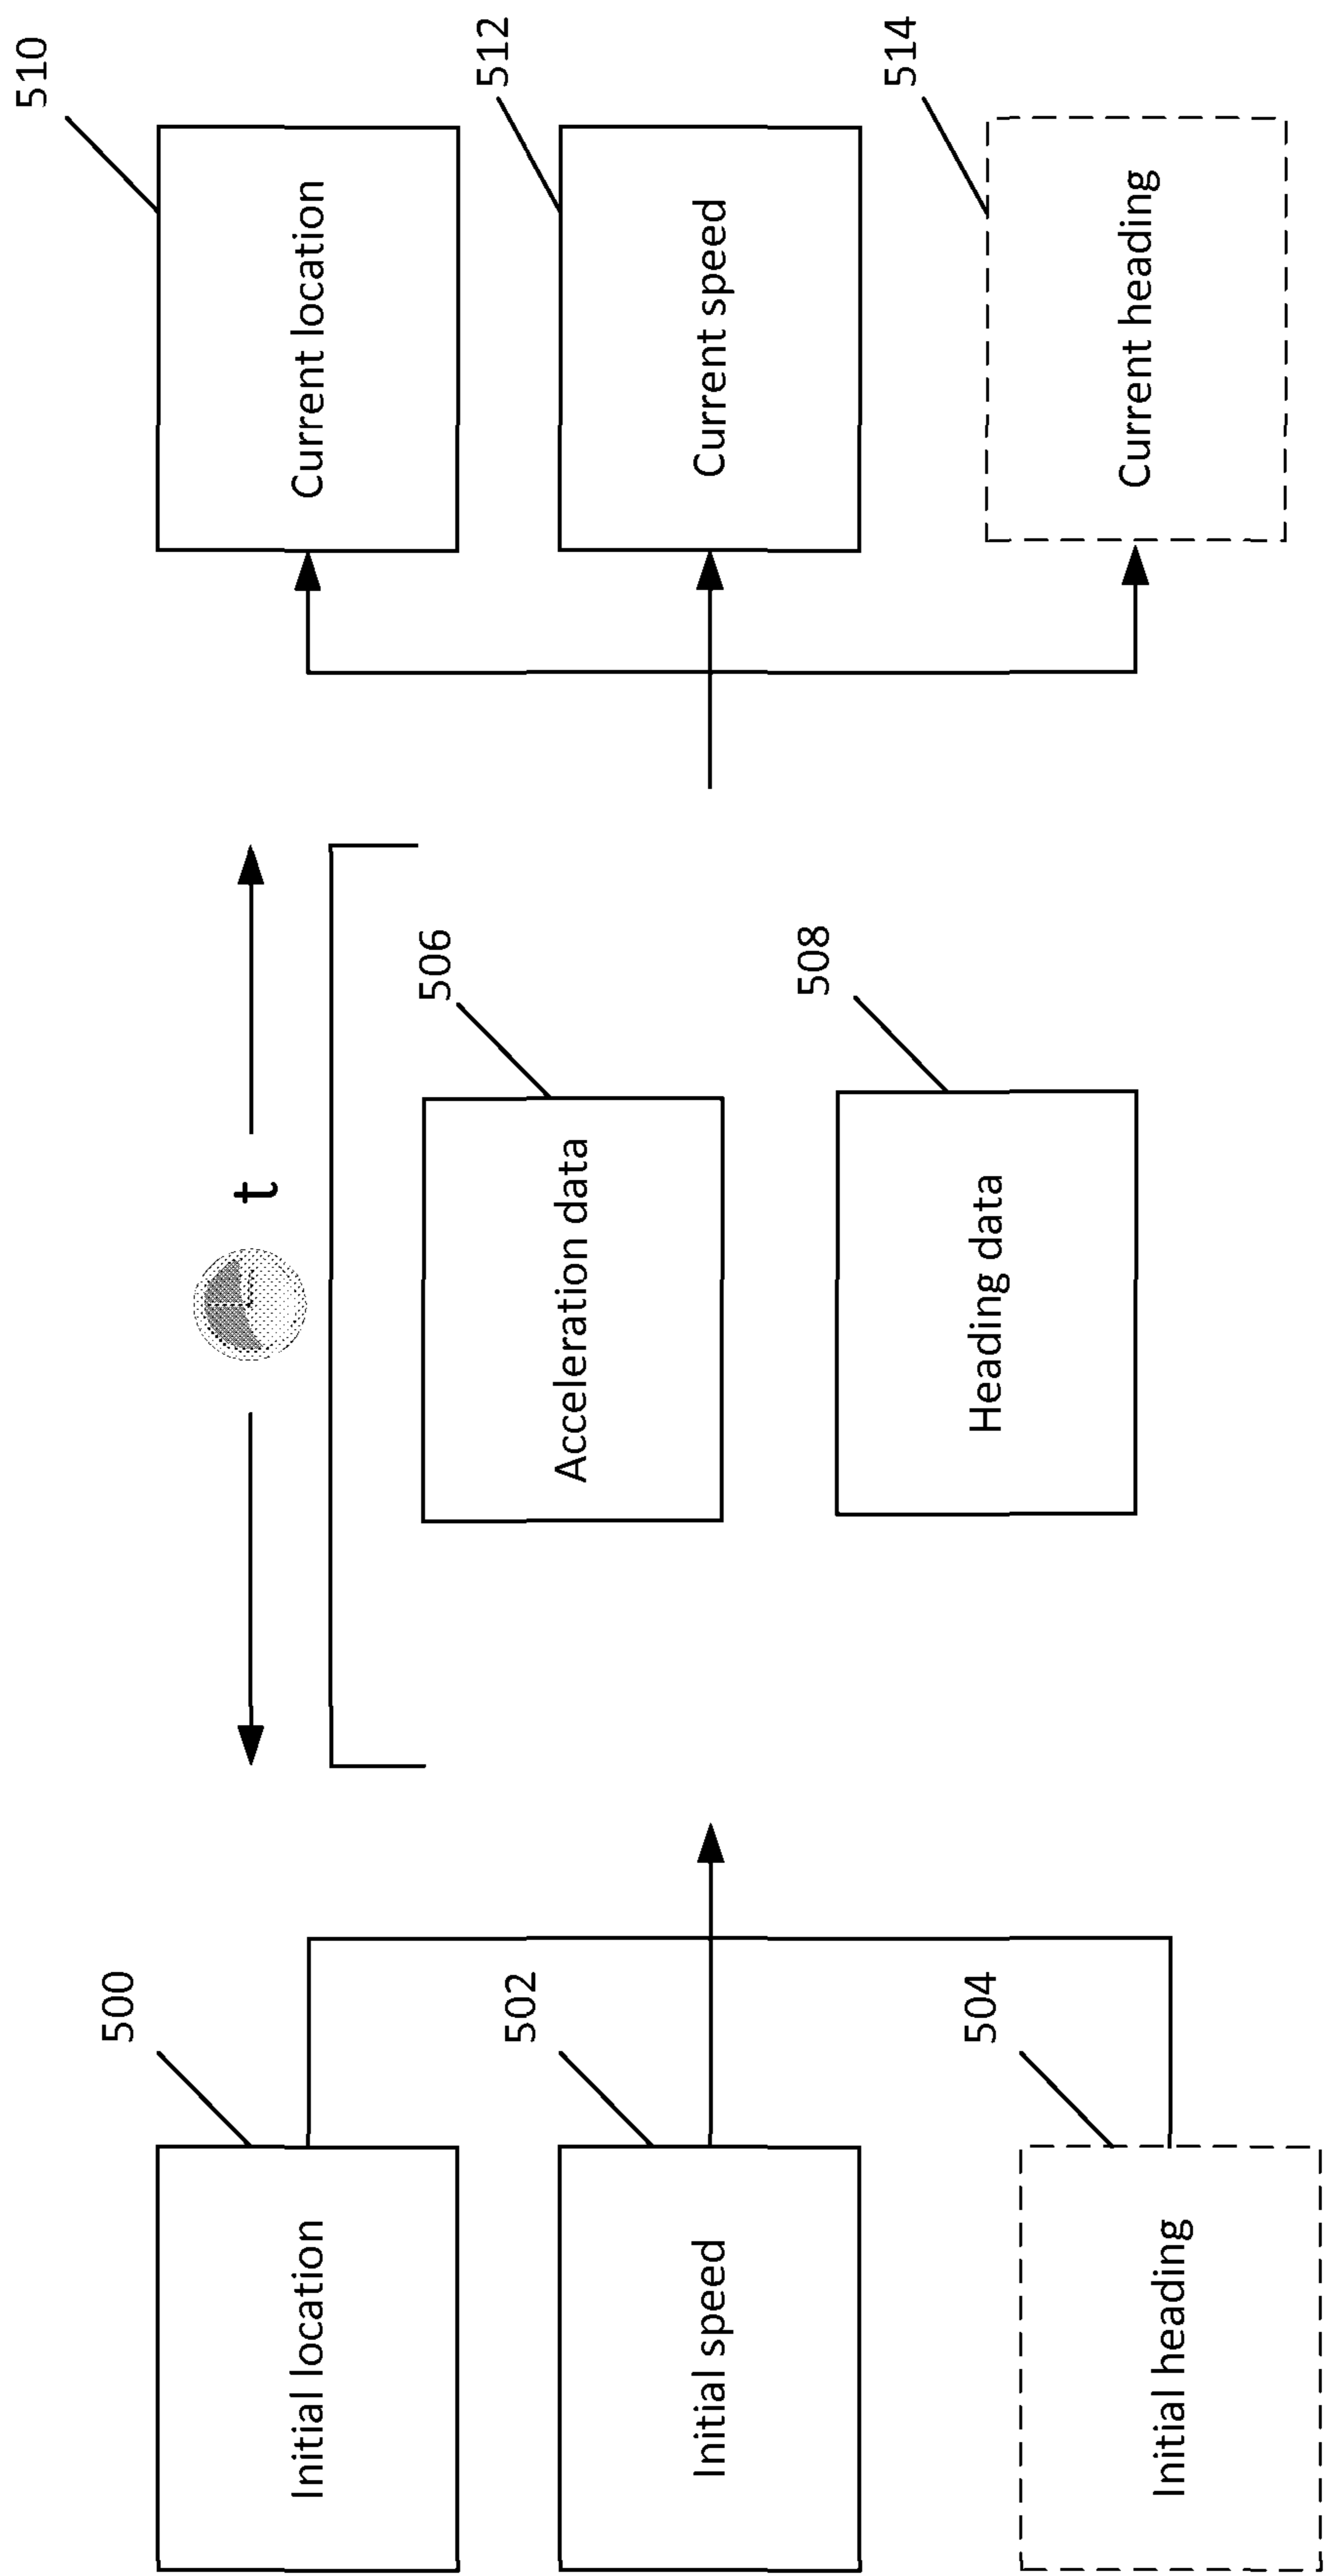 500
Initial location
502
Initial speed
504
Initial heading
t
506
Acceleration data
508
Heading data
510
Current location
512
Current speed
514
Current heading